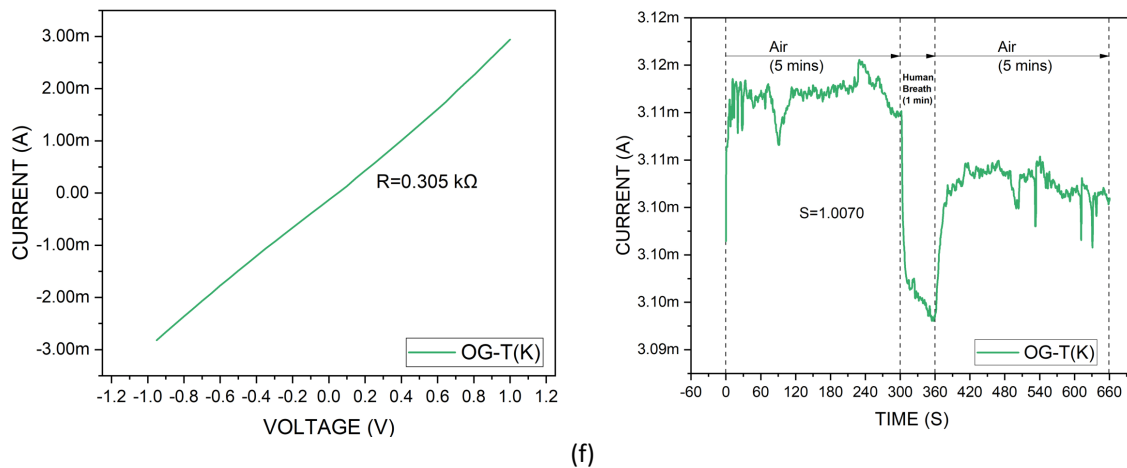 3.00m
2.00m
1.00m
0.00
-1.00m
-2.00m
-3.00m
CURRENT (A)
R=0.305 kΩ
OG-T(K)
-1.2 -1.0 -0.8 -0.6 -0.4 -0.2 0.0 0.2 0.4 0.6 0.8 1.0 1.2
VOLTAGE (V)
3.12m
3.12m
3.11m
3.11m
3.10m
3.10m
3.10m
3.09m
CURRENT (A)
Air
(5 mins)
Human
Breath
(1 min)
Air
(5 mins)
S=1.0070
OG-T(K)
-60 0 60 120 180 240 300 360 420 480 540 600 660
TIME (S)
(f)